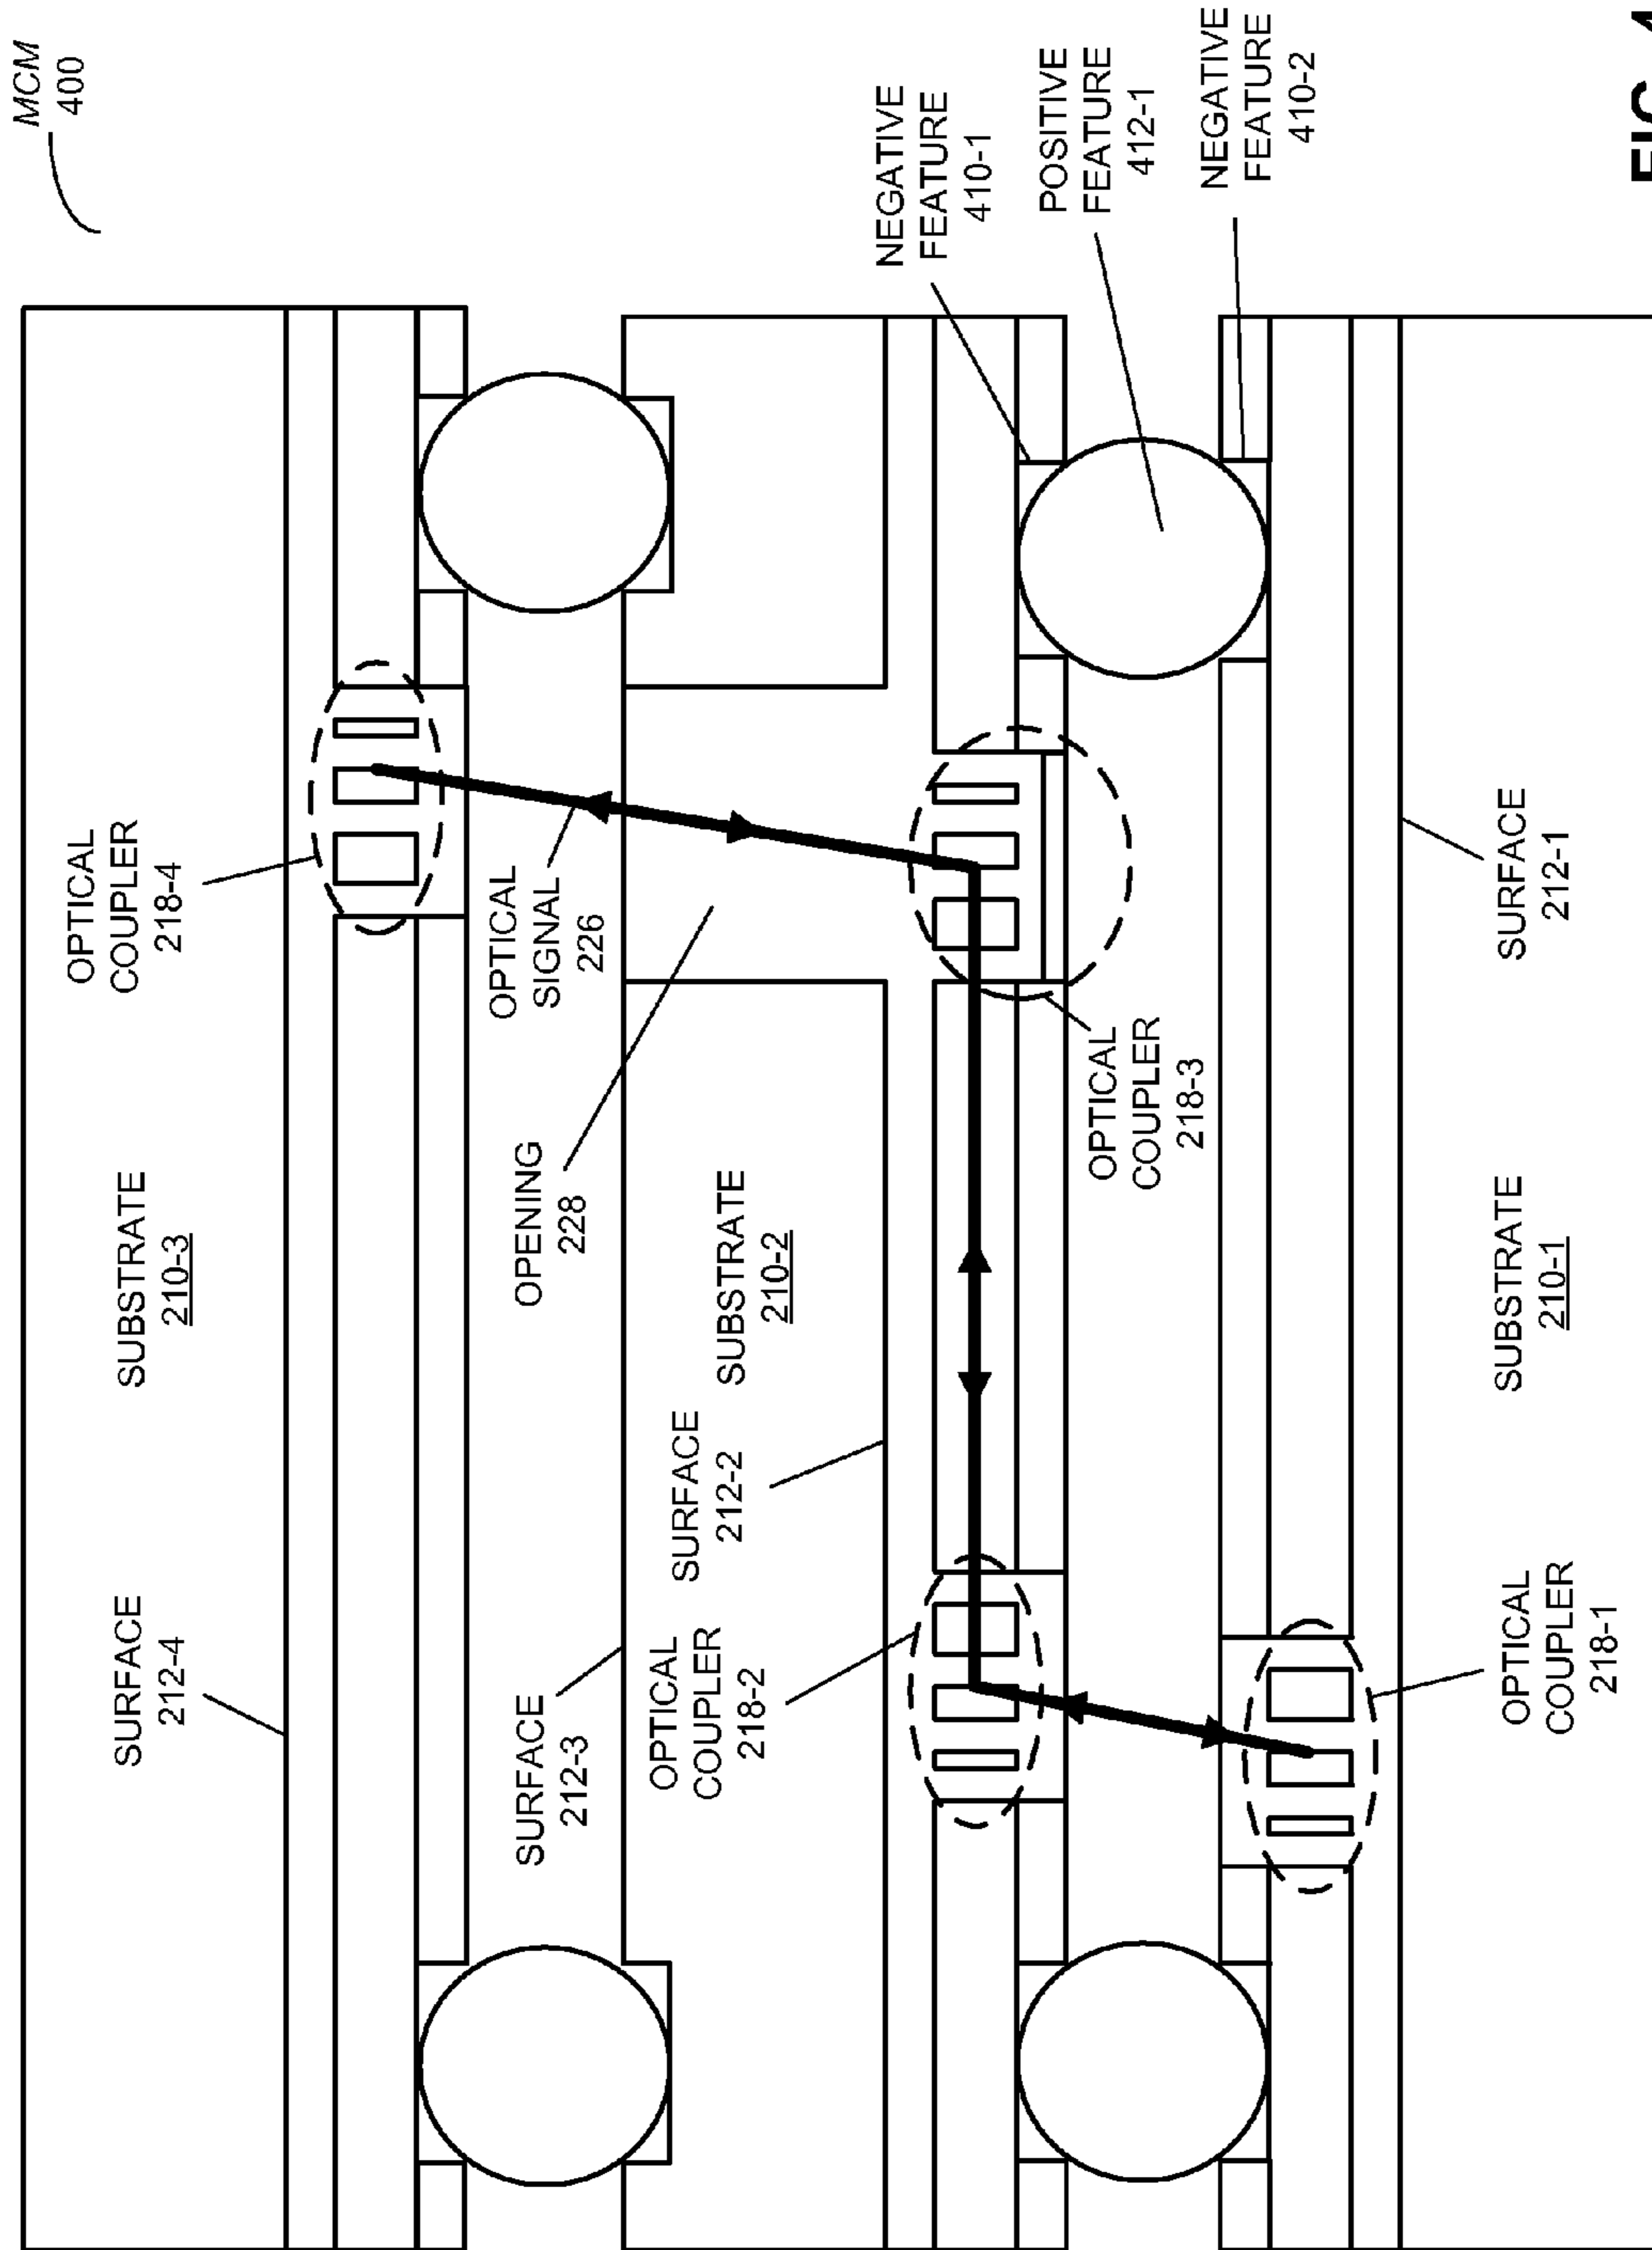 MCM
400
SURFACE
212-4
SUBSTRATE
210-3
OPTICAL
COUPLER
218-4
SURFACE
212-3
OPENING
228
OPTICAL
SIGNAL
226
OPTICAL
COUPLER
218-2
SURFACE
212-2
SUBSTRATE
210-2
NEGATIVE
FEATURE
410-1
POSITIVE
FEATURE
412-1
NEGATIVE
FEATURE
410-2
OPTICAL
COUPLER
218-3
OPTICAL
COUPLER
218-1
SUBSTRATE
210-1
SURFACE
212-1
FIG. 4